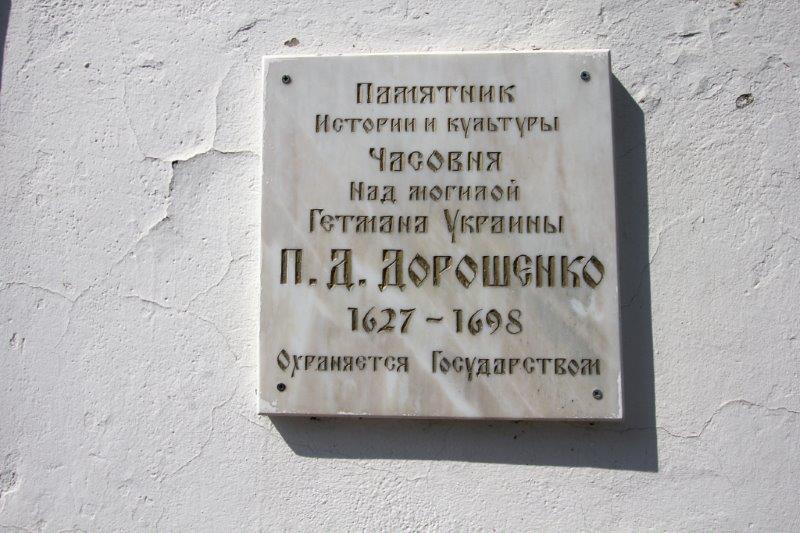 Памятник
Истории и культуры
Часовня
Над могилой
Гетмана Украины
П. Д. Дорошенко
1627 – 1698
Охраняется Государством